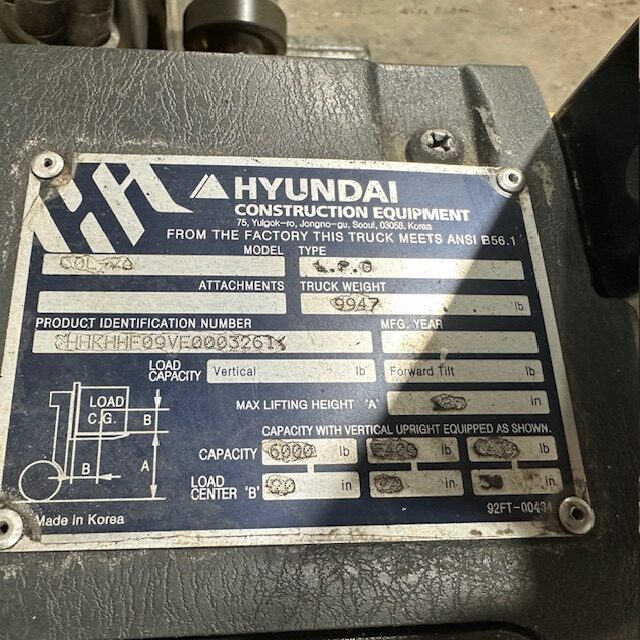 HYUNDAI
CONSTRUCTION EQUIPMENT
75, Yulgok-ro, Jongno-gu, Seoul, 03058, Korea
FROM THE FACTORY THIS TRUCK MEETS ANSI B56.1
MODEL TYPE
L.P.G
ATTACHMENTS TRUCK WEIGHT
9947 lb
PRODUCT IDENTIFICATION NUMBER MFG. YEAR
LOAD CAPACITY Vertical lb Forward Tilt lb
MAX LIFTING HEIGHT 'A' in
CAPACITY WITH VERTICAL UPRIGHT EQUIPPED AS SHOWN.
CAPACITY 6000 lb lb lb
LOAD CENTER 'B' in in in
LOAD
C.G.
B
A
B
Made in Korea